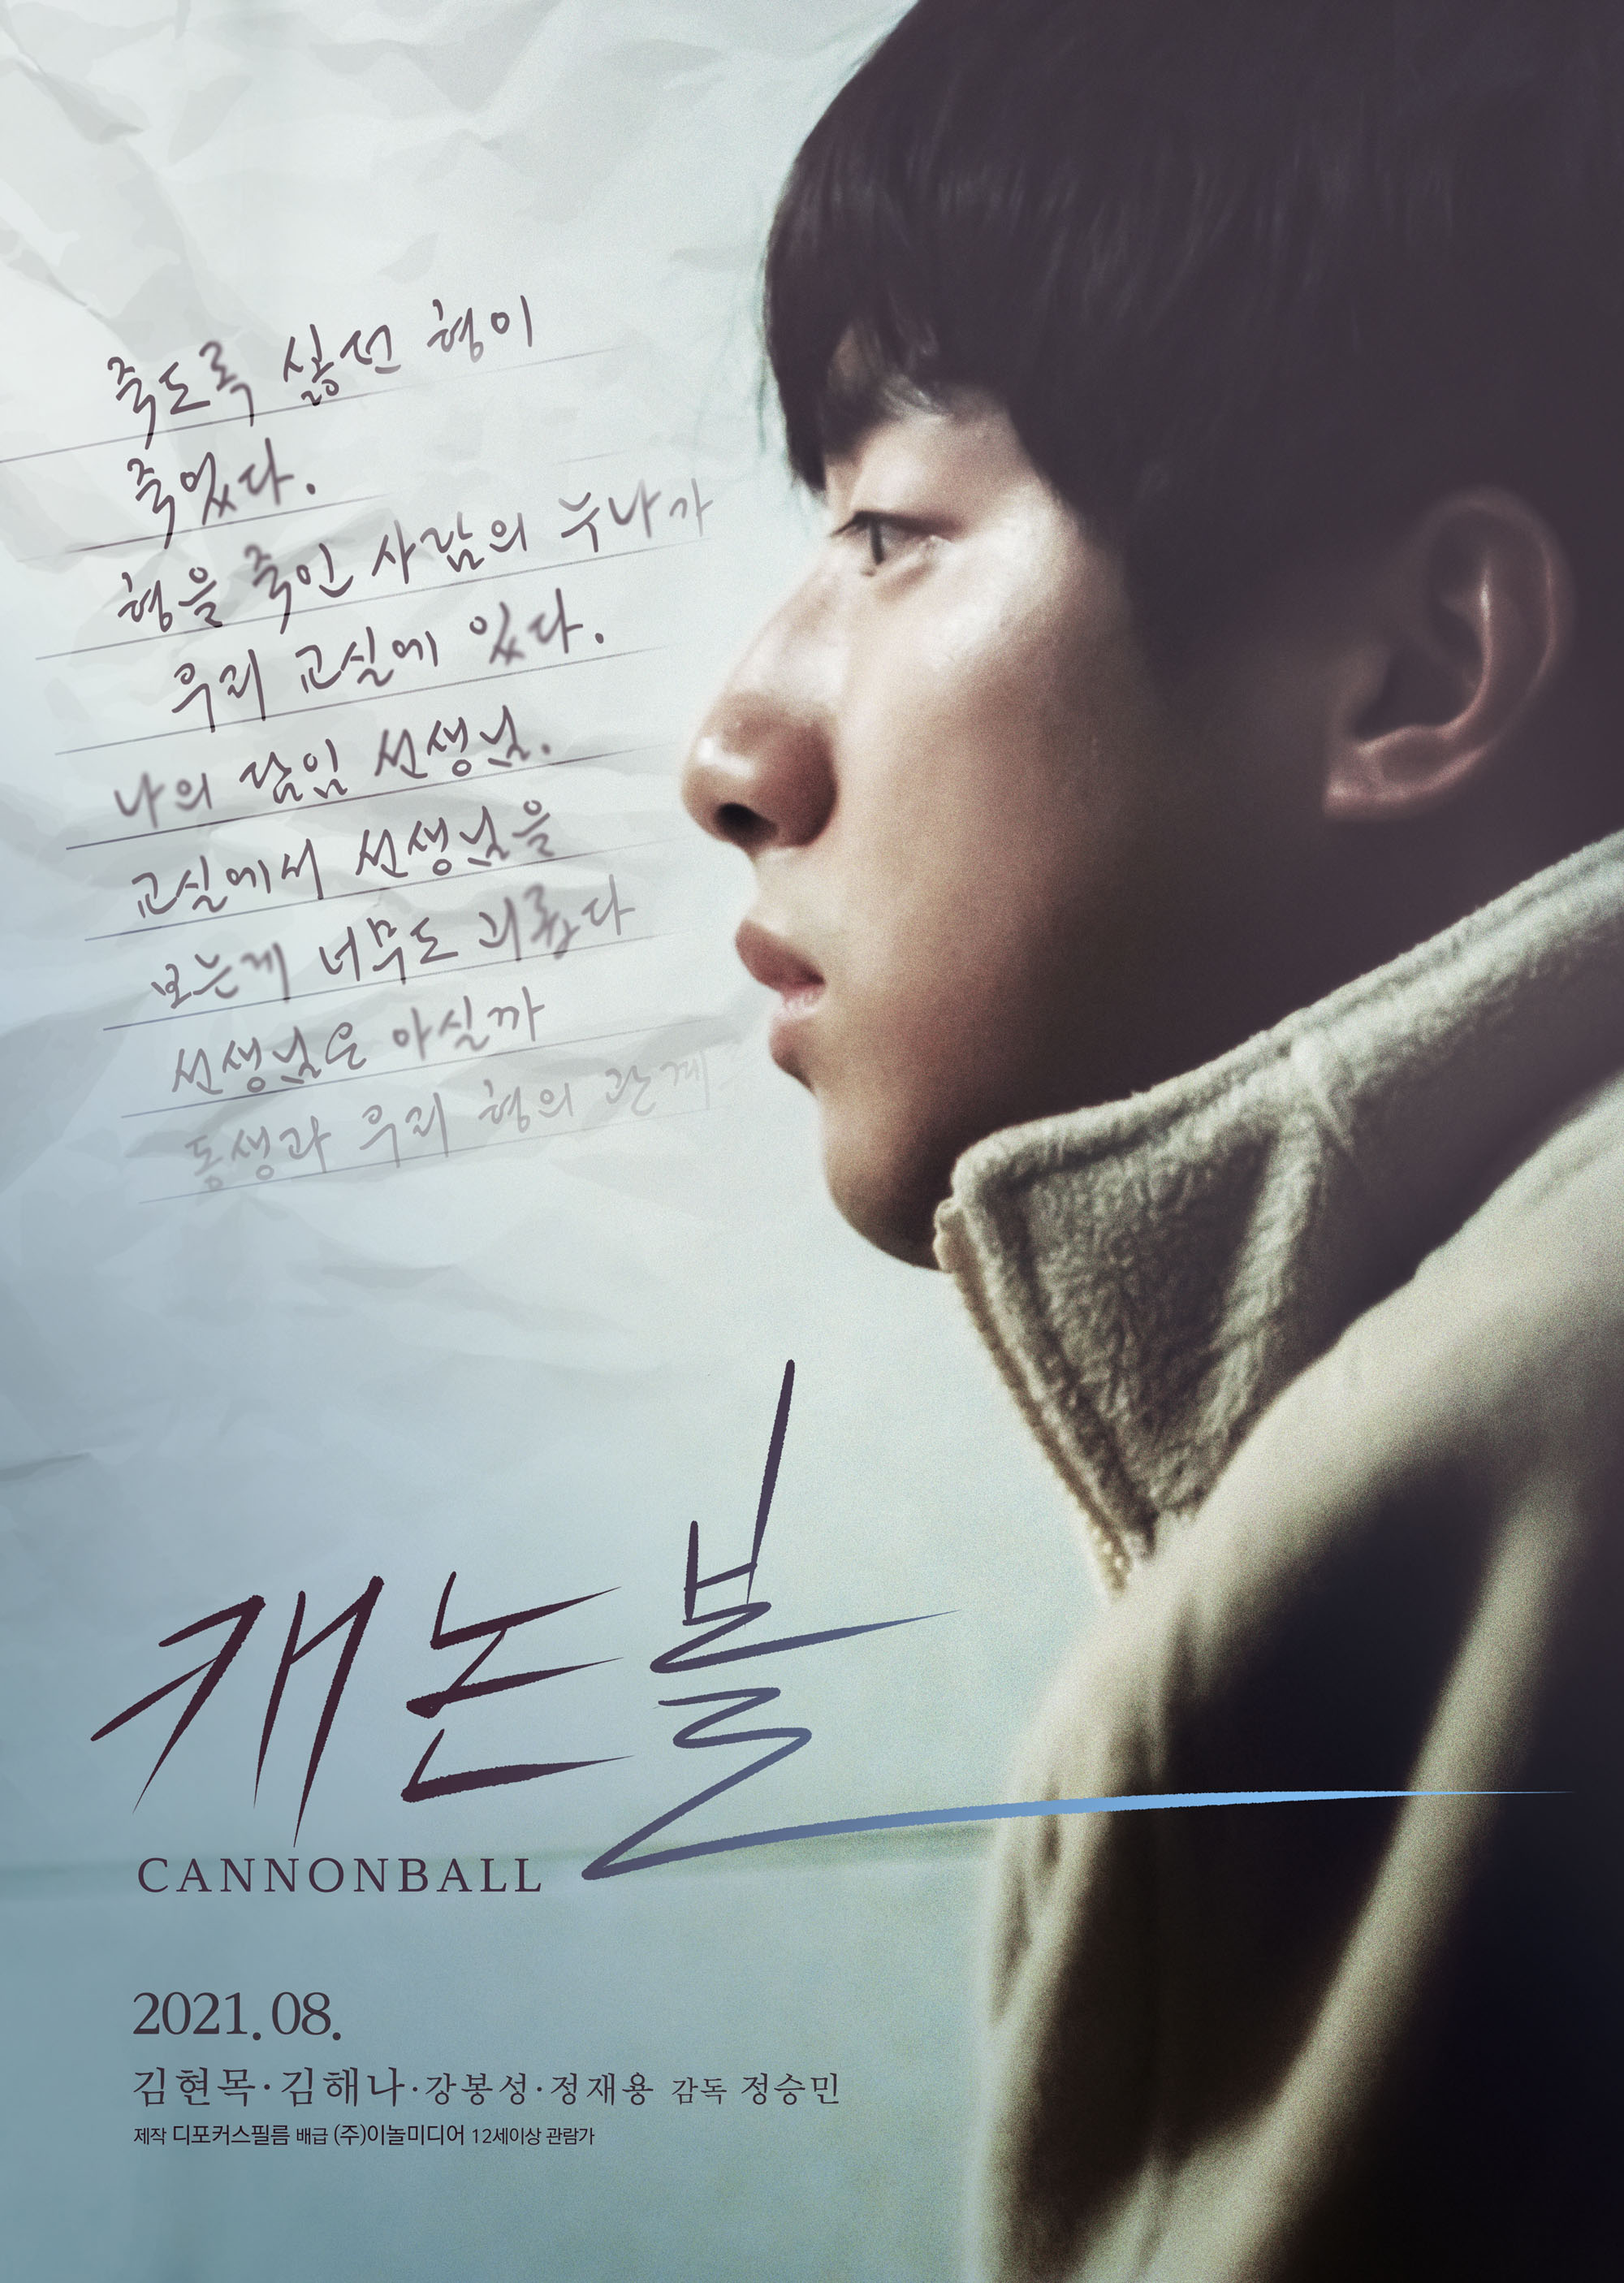 죽도록 싫던 형이
죽었다.
형을 죽인 사람의 누나가
우리 교실에 있다.
나의 담임 선생님.
교실에서 선생님을
보는게 너무도 괴롭다
선생님은 아실까
동생과 우리 형의 관계
캐논볼
CANNONBALL
2021.08.
김현목·김해나·강봉성·정재용 감독 정승민
제작 디포커스필름 배급 (주)이놀미디어 12세이상 관람가